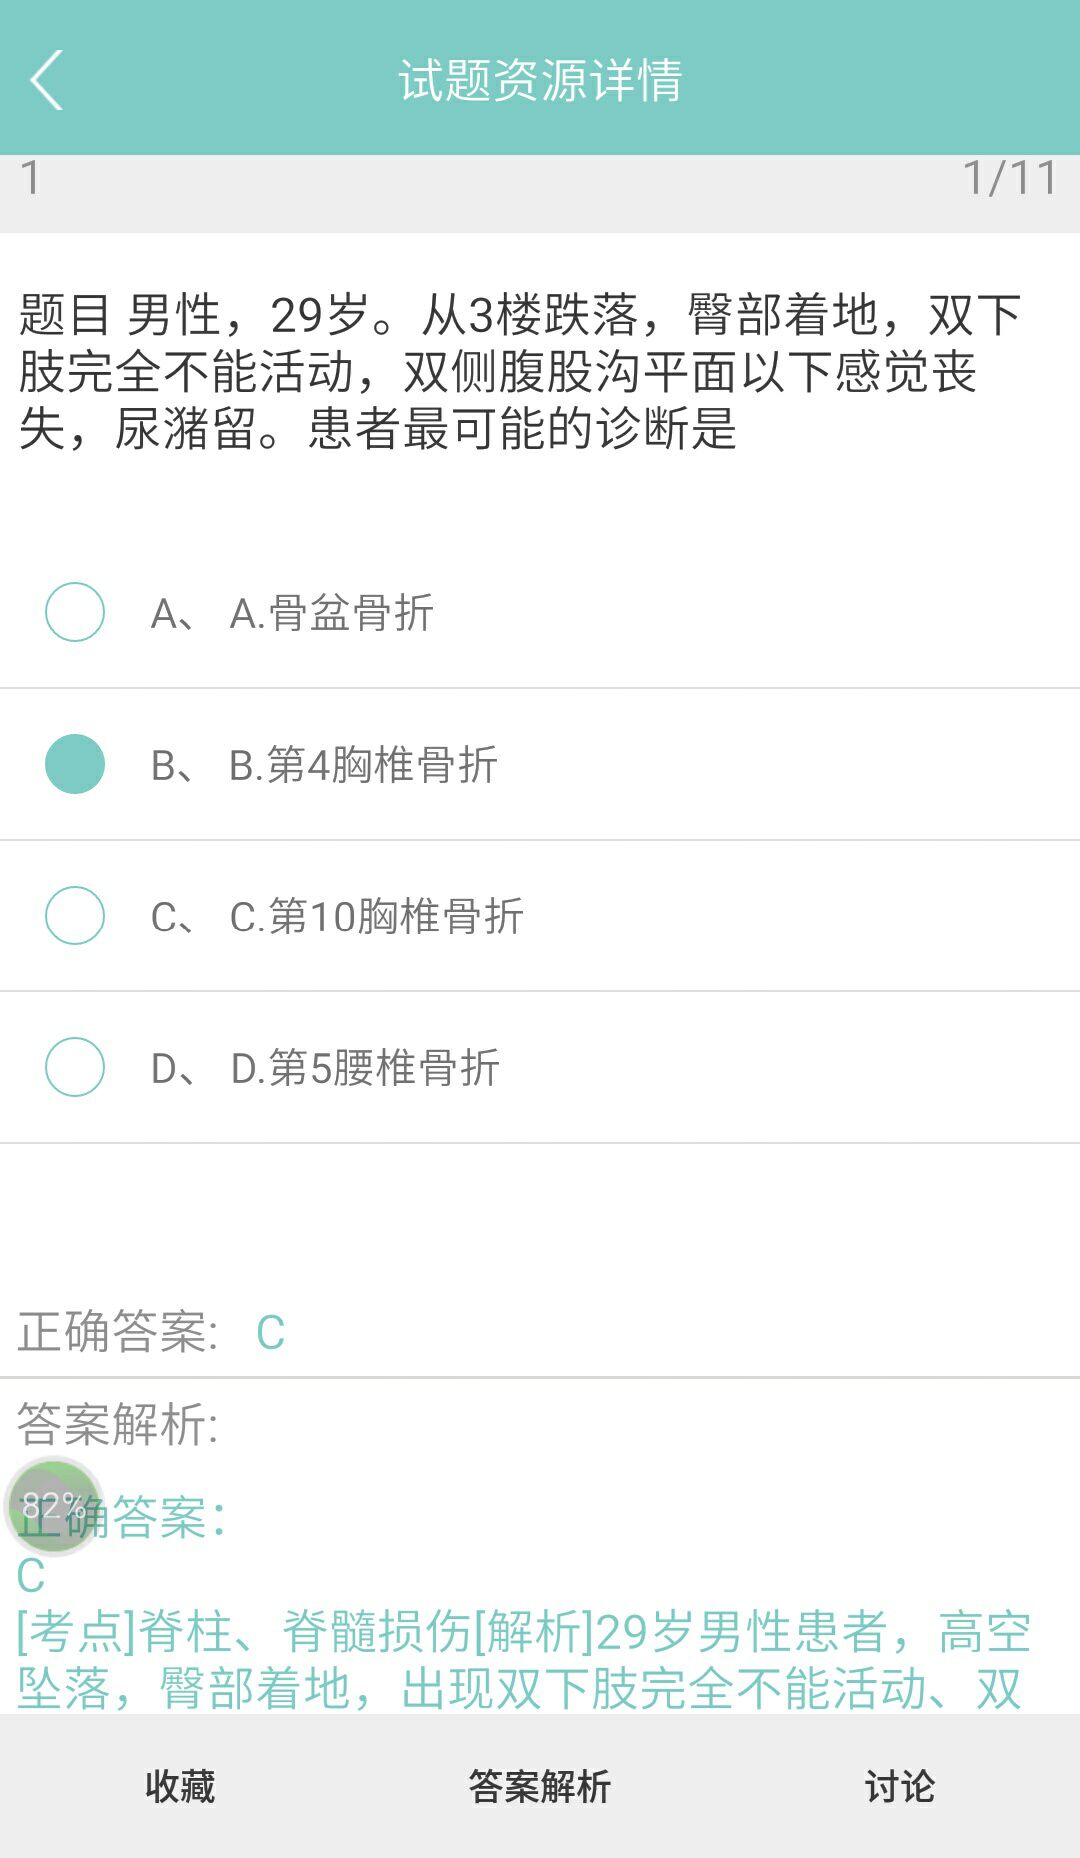 试题资源详情
1 1/11
题目 男性，29岁。从3楼跌落，臀部着地，双下
肢完全不能活动，双侧腹股沟平面以下感觉丧
失，尿潴留。患者最可能的诊断是
A、 A.骨盆骨折
B、 B.第4胸椎骨折
C、 C.第10胸椎骨折
D、 D.第5腰椎骨折
正确答案: C
答案解析:
82%
正确答案：
C
[考点]脊柱、脊髓损伤[解析]29岁男性患者，高空
坠落，臀部着地，出现双下肢完全不能活动、双
收藏 答案解析 讨论